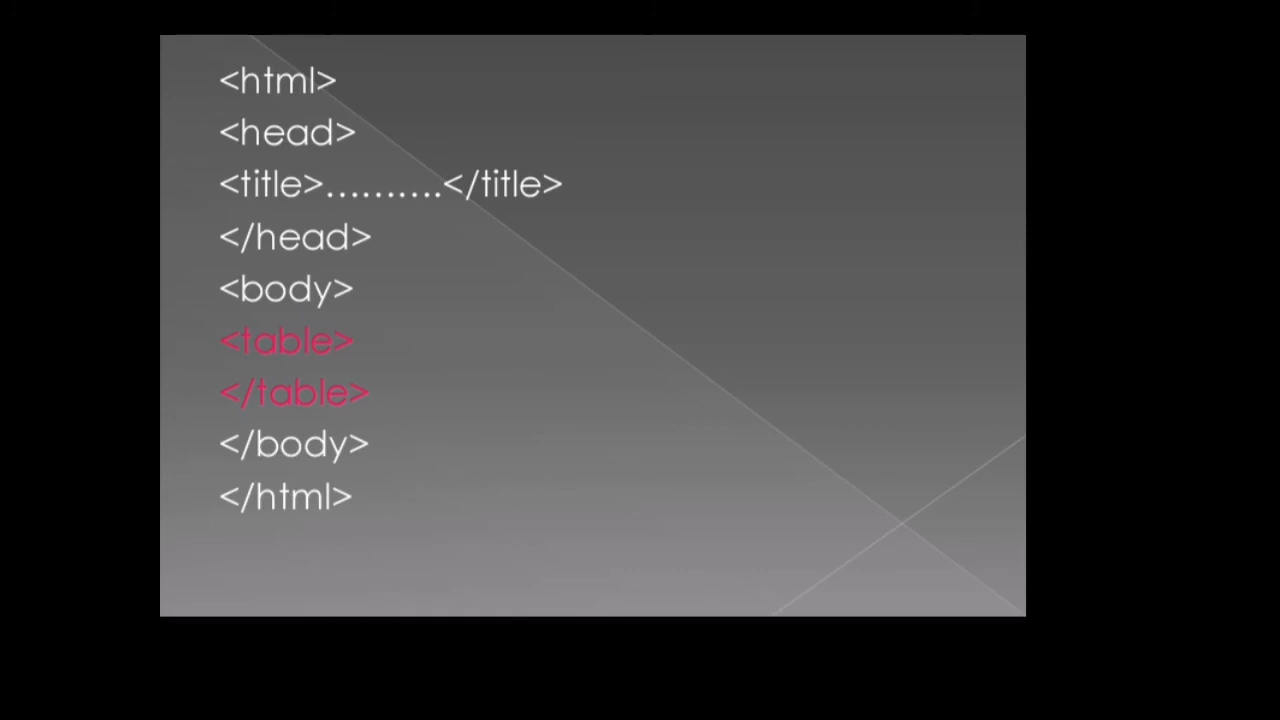 <html>
<head>
<title>……….</title>
</head>
<body>
<table>
</table>
</body>
</html>